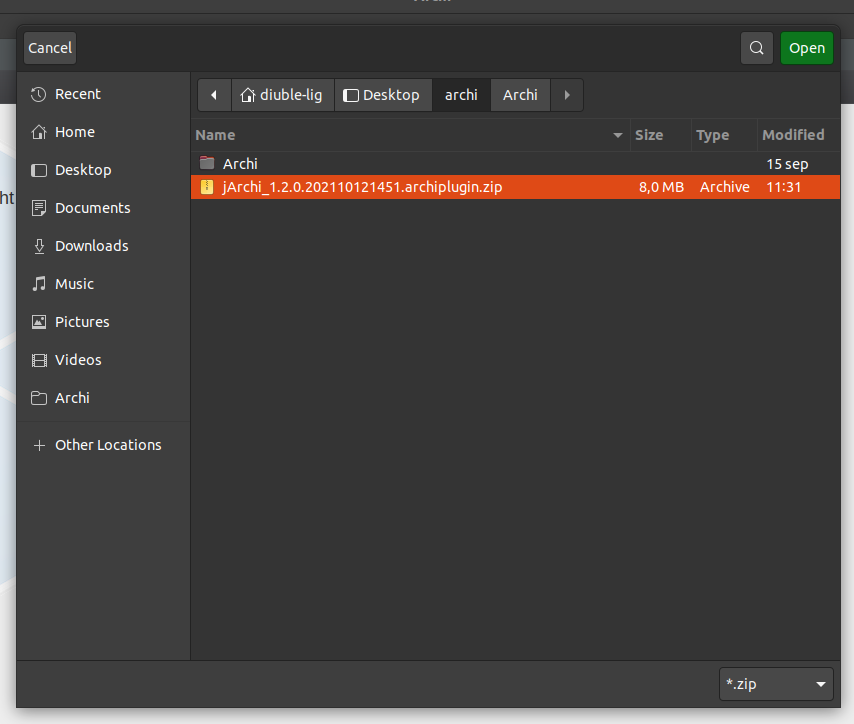 Cancel
Open
Recent
Home
Desktop
Documents
Downloads
Music
Pictures
Videos
Archi
Other Locations
diuble-lig Desktop archi Archi
Name Size Type Modified
Archi 15 sep
jArchi_1.2.0.202110121451.archiplugin.zip 8,0 MB Archive 11:31
*.zip
ht